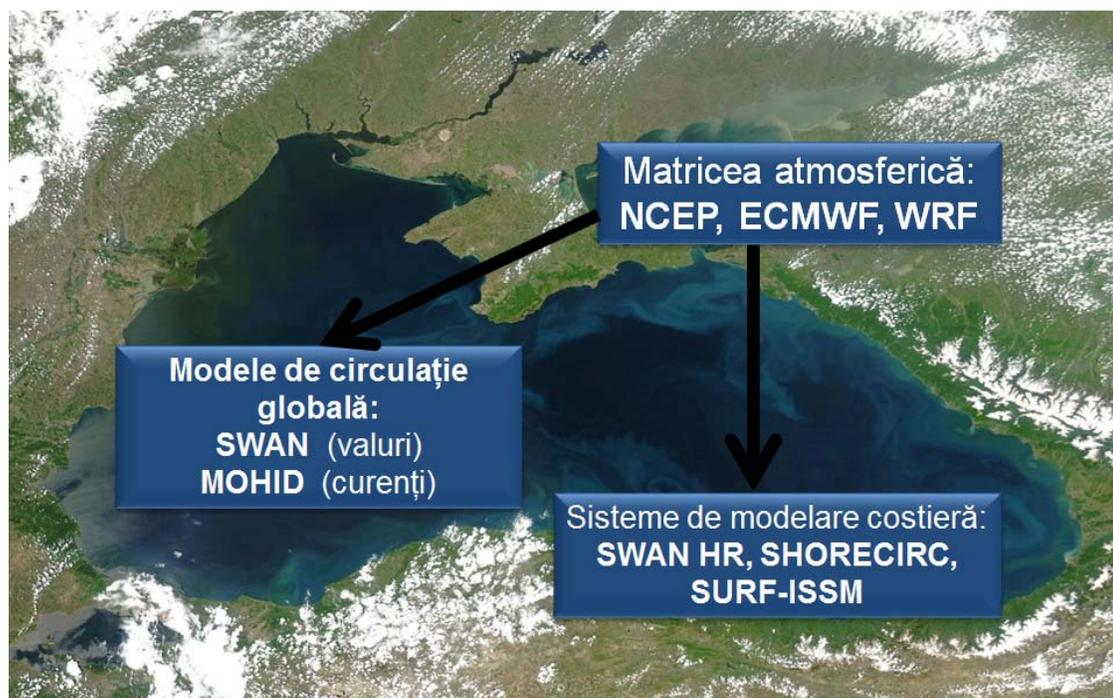 Matricea atmosferică:
NCEP, ECMWF, WRF
Modele de circulație
globală:
SWAN (valuri)
MOHID (curenți)
Sisteme de modelare costieră:
SWAN HR, SHORECIRC,
SURF-ISSM